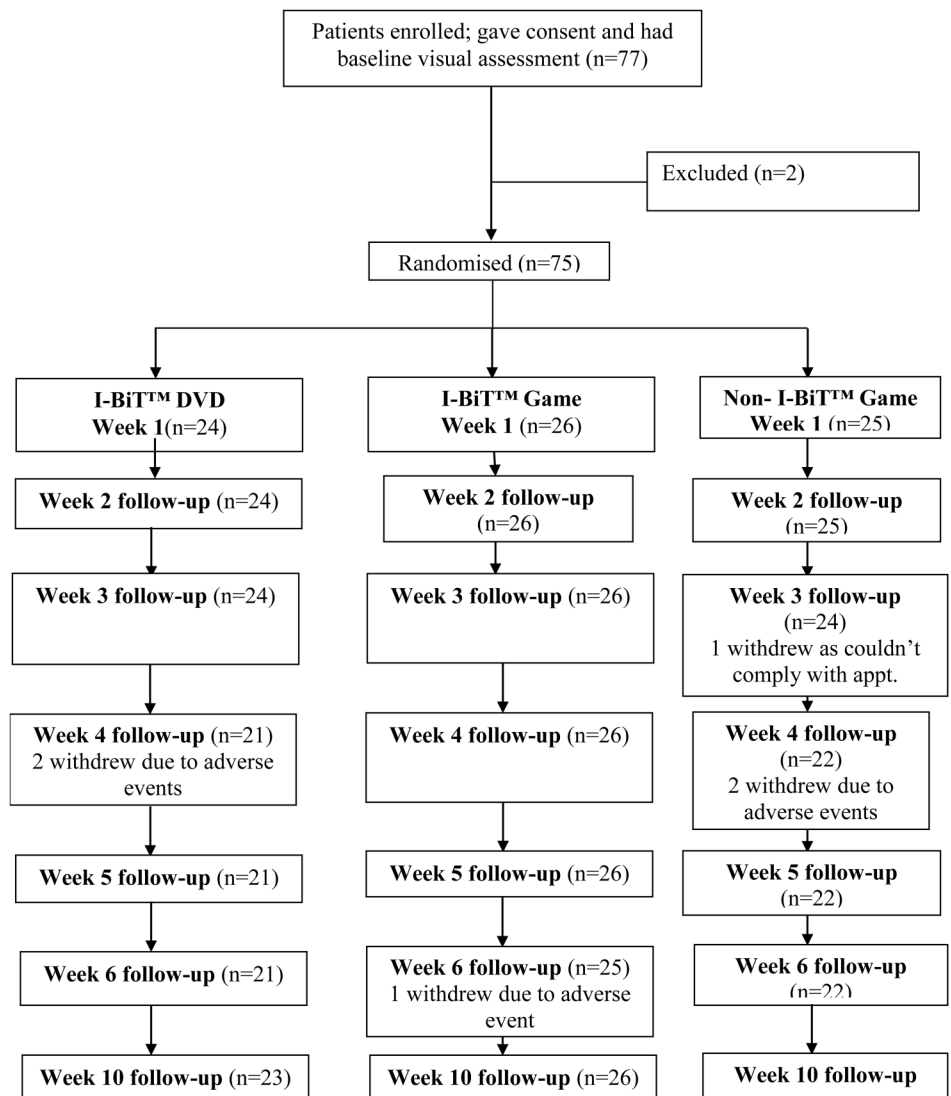 Patients enrolled; gave consent and had
baseline visual assessment (n=77)
Excluded (n=2)
Randomised (n=75)
I-BiT™ DVD
Week 1(n=24)
I-BiT™ Game
Week 1 (n=26)
Non- I-BiT™ Game
Week 1 (n=25)
Week 2 follow-up (n=24)
Week 2 follow-up
(n=26)
Week 2 follow-up
(n=25)
Week 3 follow-up (n=24)
Week 3 follow-up (n=26)
Week 3 follow-up
(n=24)
1 withdrew as couldn't
comply with appt.
Week 4 follow-up (n=21)
2 withdrew due to adverse
events
Week 4 follow-up (n=26)
Week 4 follow-up
(n=22)
2 withdrew due to
adverse events
Week 5 follow-up (n=21)
Week 5 follow-up (n=26)
Week 5 follow-up
(n=22)
Week 6 follow-up (n=21)
Week 6 follow-up (n=25)
1 withdrew due to adverse
event
Week 6 follow-up
(n=22)
Week 10 follow-up (n=23)
Week 10 follow-up (n=26)
Week 10 follow-up